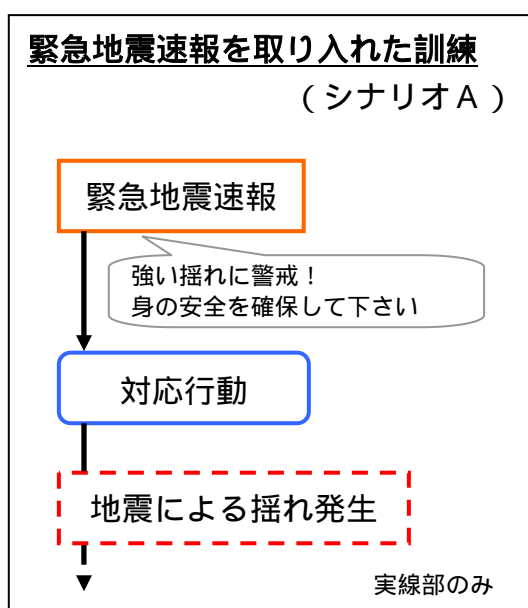 緊急地震速報を取り入れた訓練
（シナリオＡ）
緊急地震速報
強い揺れに警戒！
身の安全を確保して下さい
対応行動
地震による揺れ発生
実線部のみ